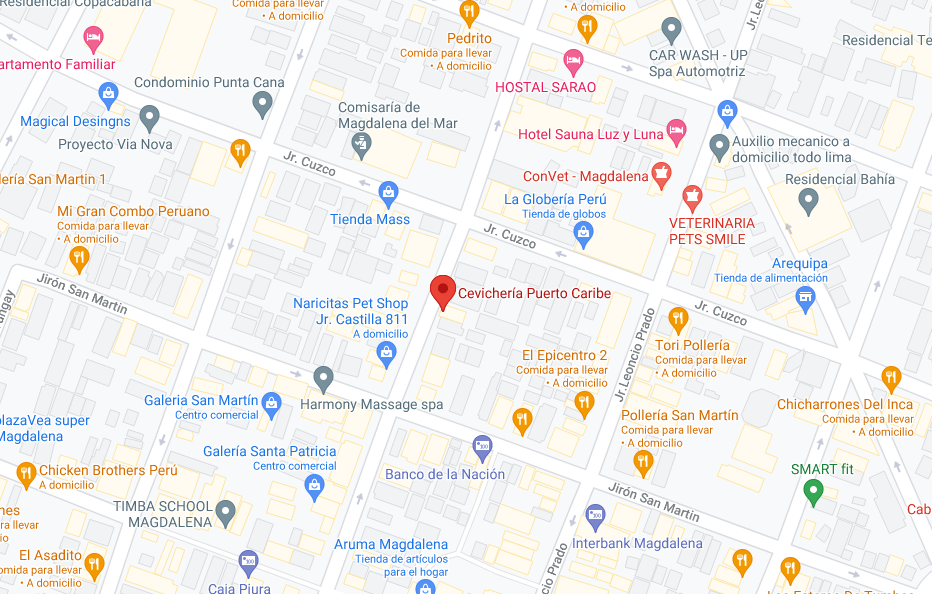 Residencial Copacabana
Comida para llevar
• A domicilio
Pedrito
Comida para llevar
• A domicilio
• A domicilio
CAR WASH - UP
Spa Automotriz
Residencial Te
partamento Familiar
Condominio Punta Cana
HOSTAL SARAO
Magical Desingns
Proyecto Via Nova
Comisaría de
Magdalena del Mar
Hotel Sauna Luz y Luna
Auxilio mecanico a
domicilio todo lima
lería San Martin 1
Jr. Cuzco
ConVet - Magdalena
Residencial Bahía
Mi Gran Combo Peruano
Comida para llevar
• A domicilio
Tienda Mass
La Globería Perú
Tienda de globos
Jr. Cuzco
VETERINARIA
PETS SMILE
Arequipa
Tienda de alimentación
Jirón San Martin
Naricitas Pet Shop
Jr. Castilla 811
A domicilio
Cevichería Puerto Caribe
Jr. Cuzco
Jr. Leoncio Prado
Tori Pollería
Comida para llevar
• A domicilio
El Epicentro 2
Comida para llevar
• A domicilio
Harmony Massage spa
Galeria San Martín
Centro comercial
Pollería San Martín
Comida para llevar
• A domicilio
Chicharrones Del Inca
Comida para llevar
• A domicilio
plazaVea super
Magdalena
Galería Santa Patricia
Centro comercial
Banco de la Nación
Chicken Brothers Perú
A domicilio
SMART fit
Jirón San Martin
TIMBA SCHOOL
MAGDALENA
Interbank Magdalena
Cab
Aruma Magdalena
Tienda de artículos
para el hogar
El Asadito
omida para llevar
• A domicilio
Caja Piura